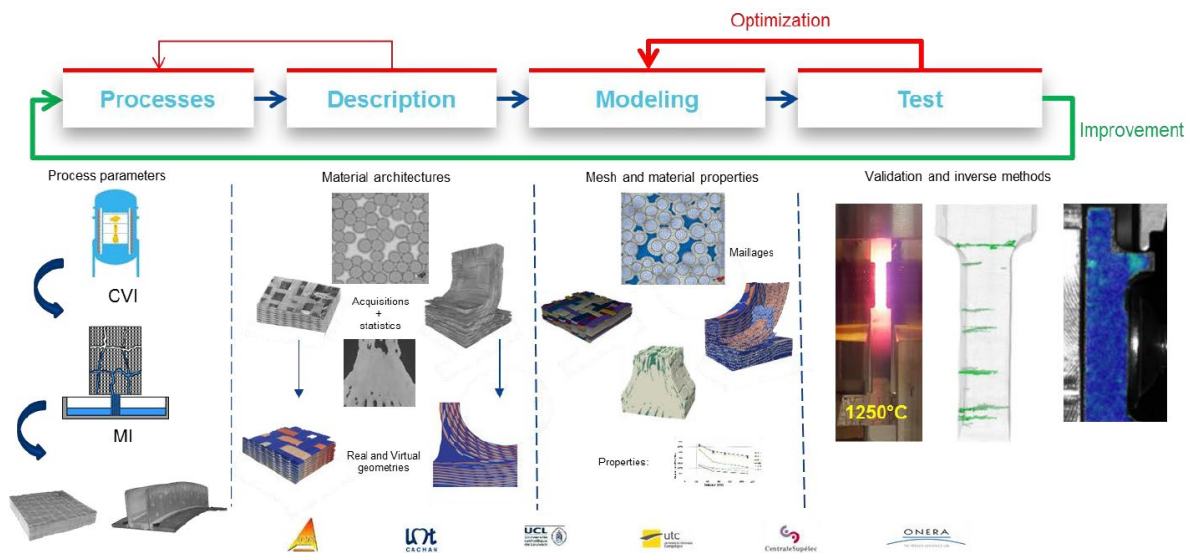 Optimization
Processes
Description
Modeling
Test
Improvement
Process parameters
Material architectures
Mesh and material properties
Validation and inverse methods
CVI
MI
Acquisitions
+
statistics
Real and Virtual
geometries
Maillages
Properties:
1250°C
CACHAN
UCL
utc
CentraleSupélec
ONERA